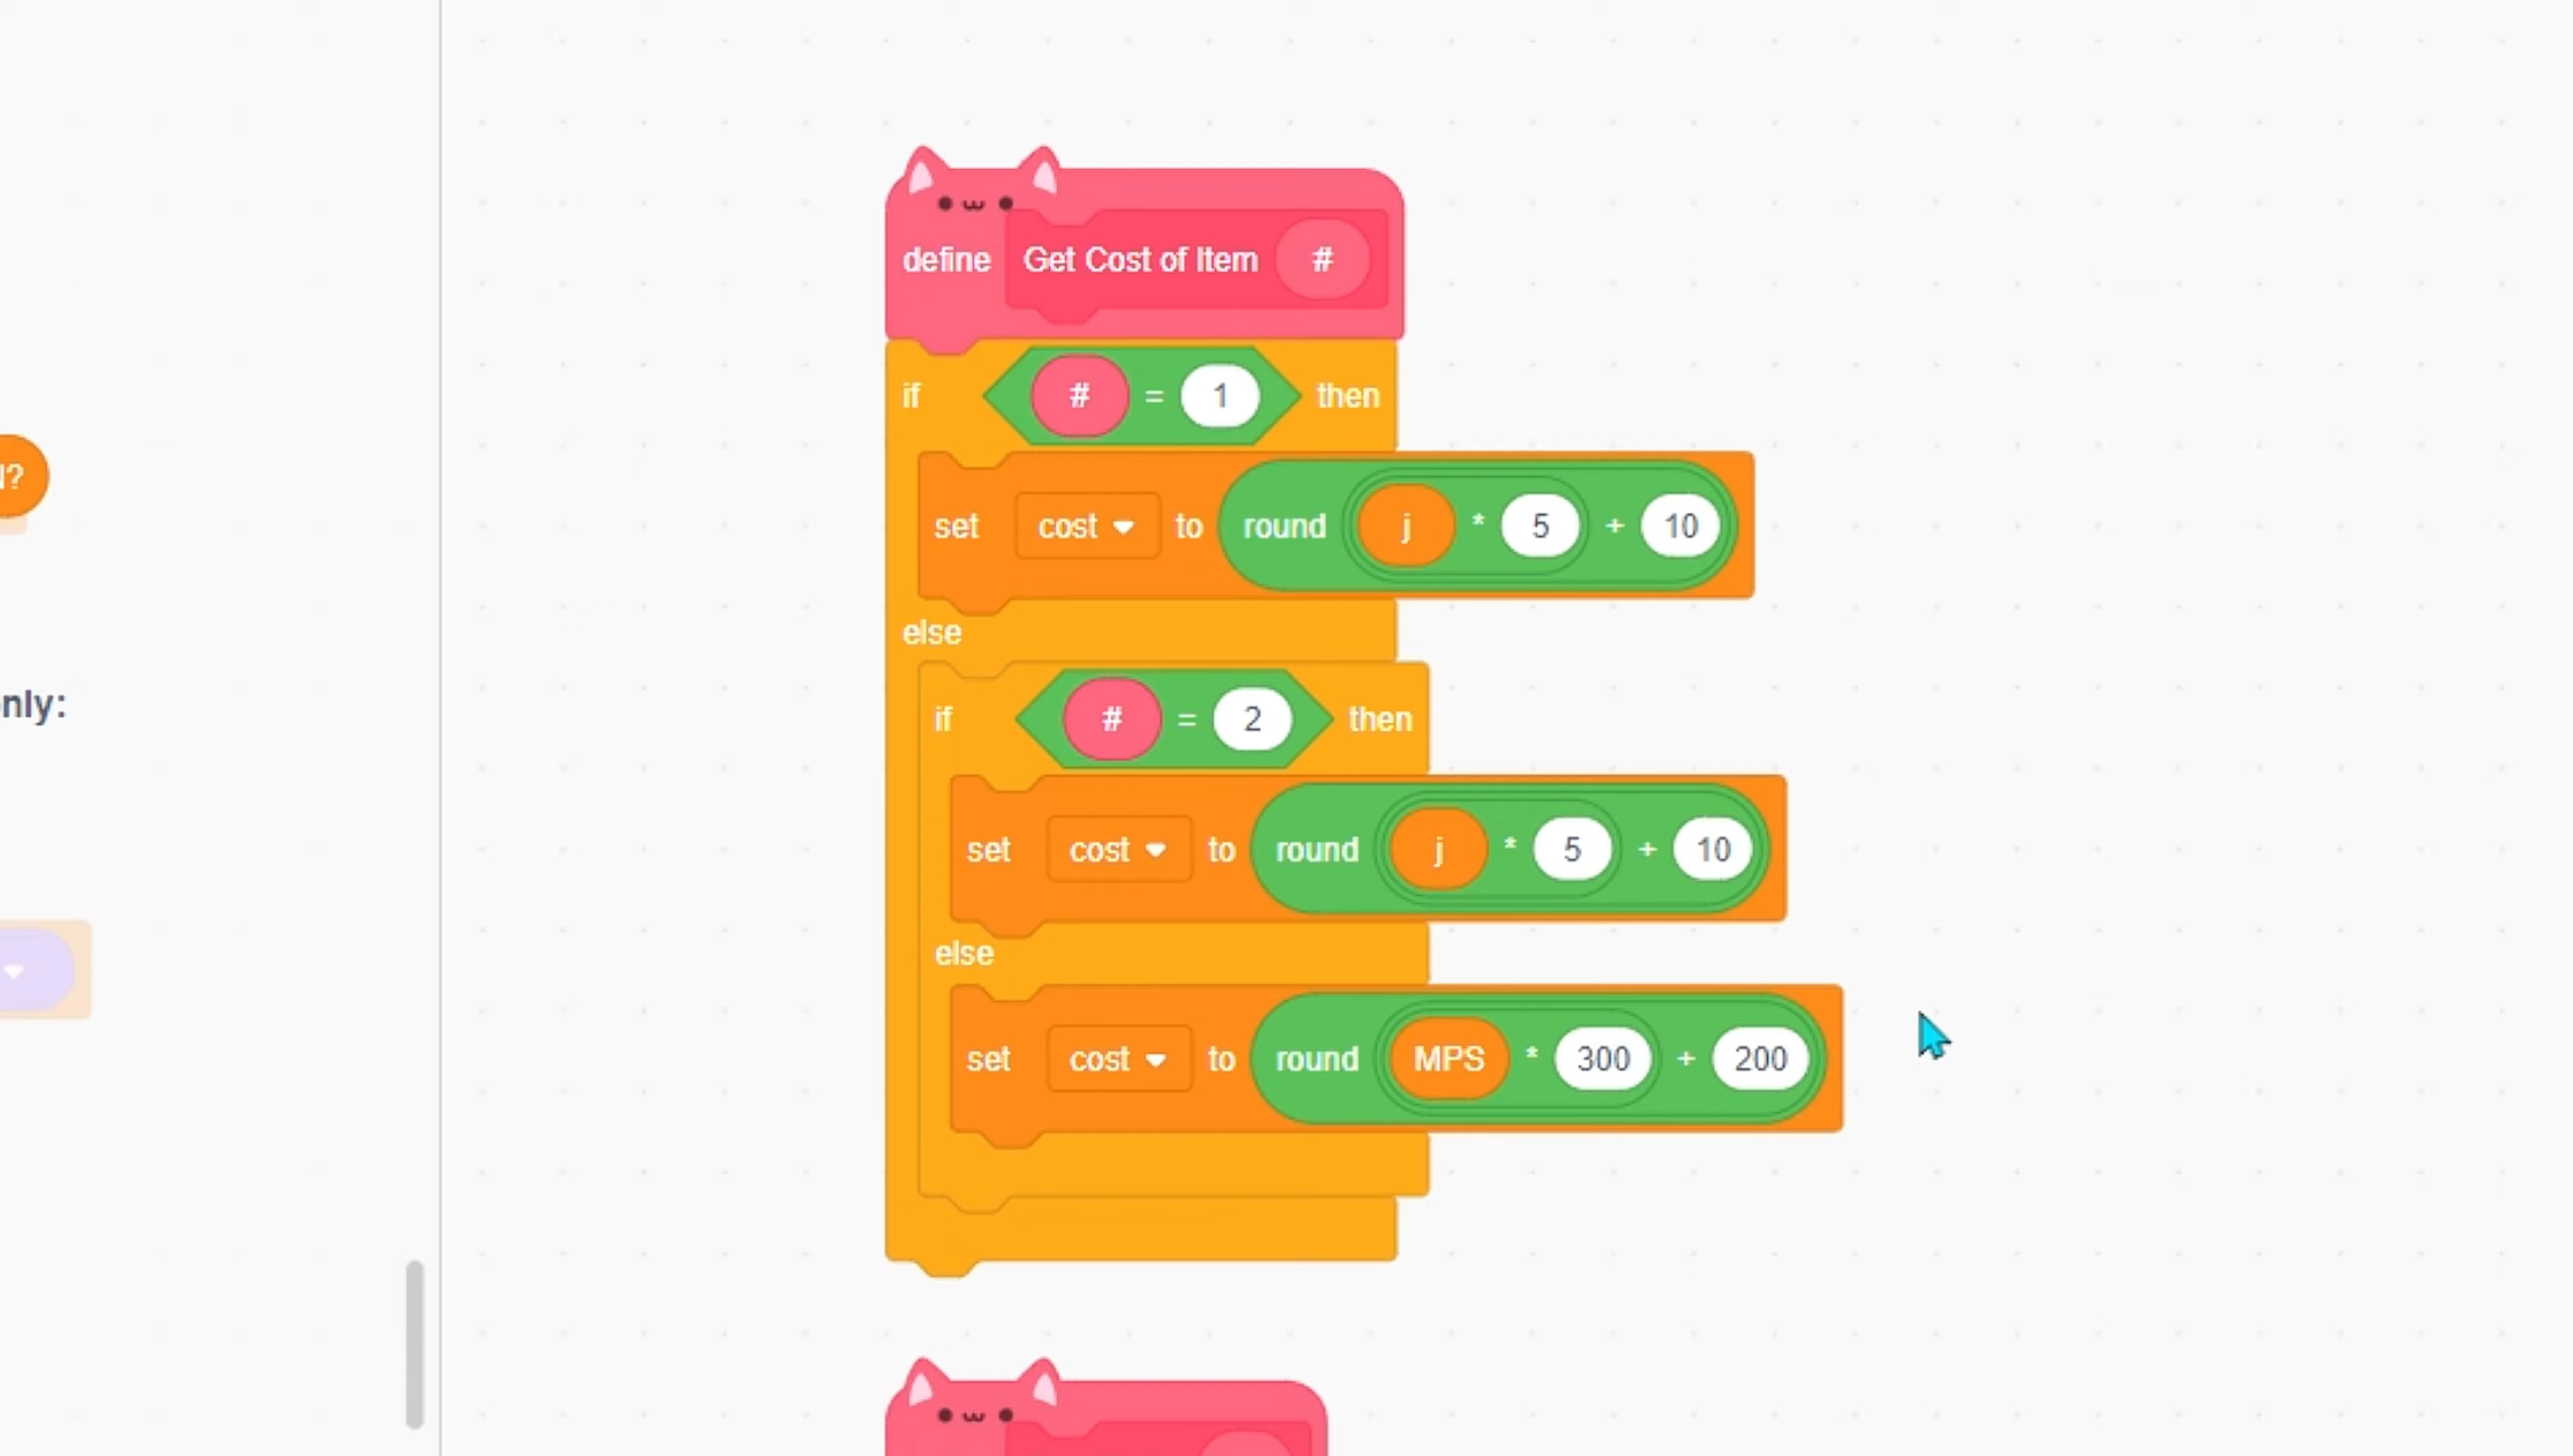 define Get Cost of Item #
if # = 1 then
set cost to round j * 5 + 10
else
if # = 2 then
set cost to round j * 5 + 10
else
set cost to round MPS * 300 + 200